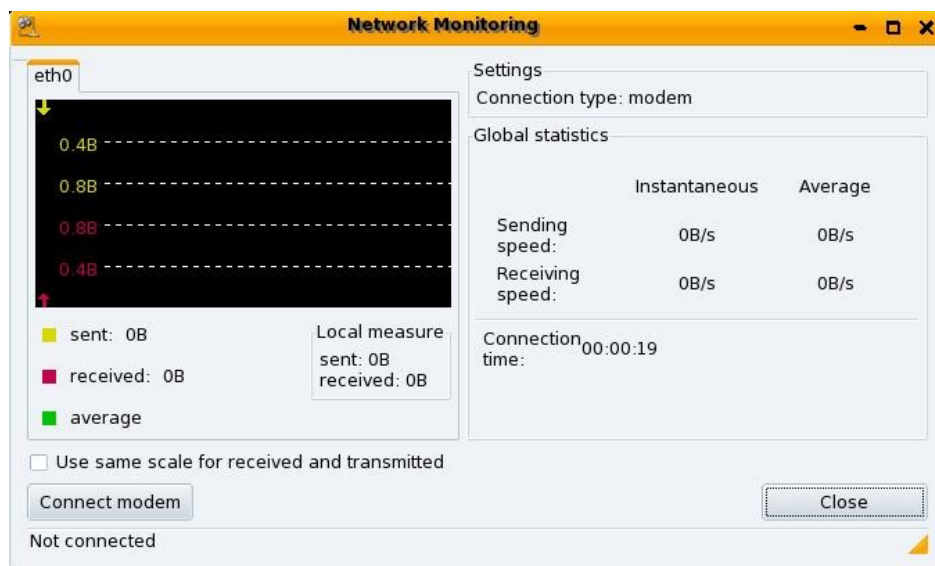 Network Monitoring
eth0
0.4B
0.8B
0.8B
0.4B
sent: 0B
received: 0B
average
Local measure
sent: 0B
received: 0B
Settings
Connection type: modem
Global statistics
Instantaneous Average
Sending
speed: 0B/s 0B/s
Receiving
speed: 0B/s 0B/s
Connection
time: 00:00:19
Use same scale for received and transmitted
Connect modem
Close
Not connected